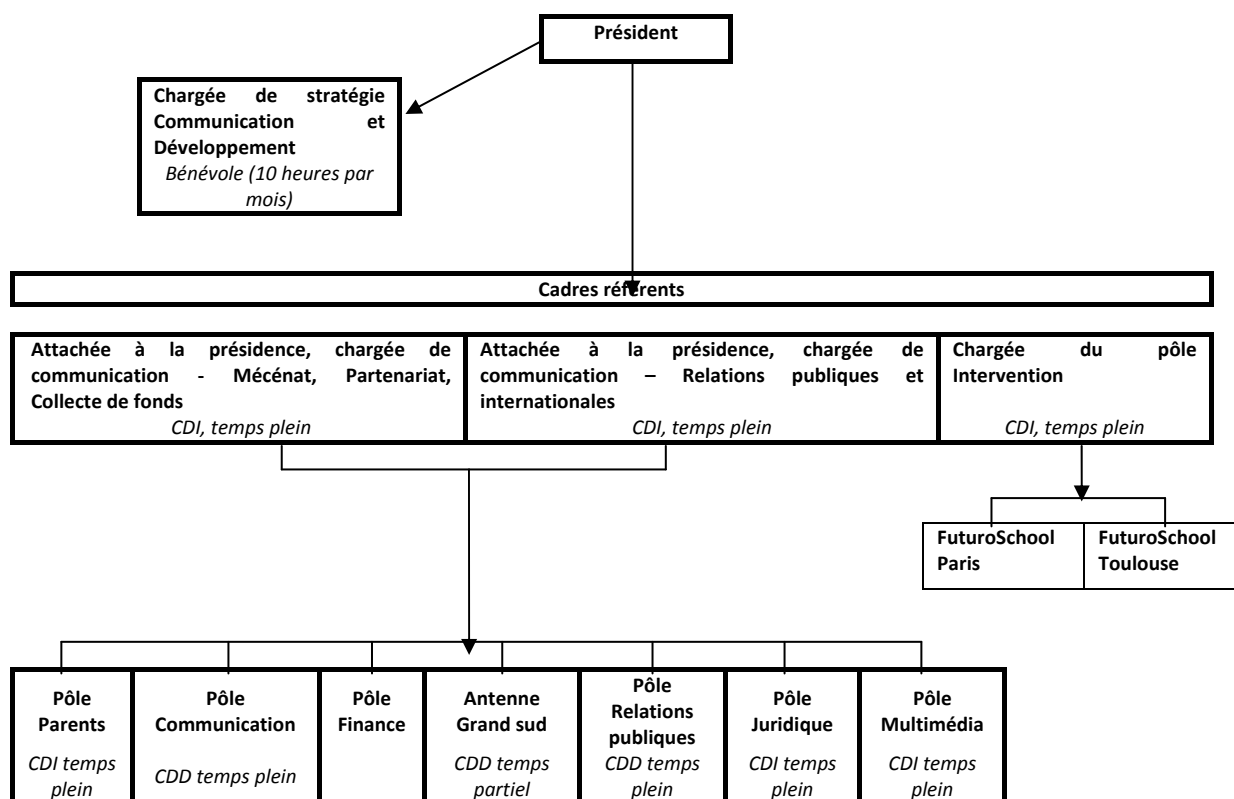 Président
Chargée de stratégie
Communication et
Développement
Bénévole (10 heures par
mois)
Cadres référents
Attachée à la présidence, chargée de
communication - Mécénat, Partenariat,
Collecte de fonds
CDI, temps plein
Attachée à la présidence, chargée de
communication – Relations publiques et
internationales
CDI, temps plein
Chargée du pôle
Intervention
CDI, temps plein
FuturoSchool
Paris
FuturoSchool
Toulouse
Pôle
Parents
CDI temps
plein
Pôle
Communication
CDD temps plein
Pôle
Finance
Antenne
Grand sud
CDD temps
partiel
Pôle
Relations
publiques
CDD temps
plein
Pôle
Juridique
CDI temps
plein
Pôle
Multimédia
CDI temps
plein